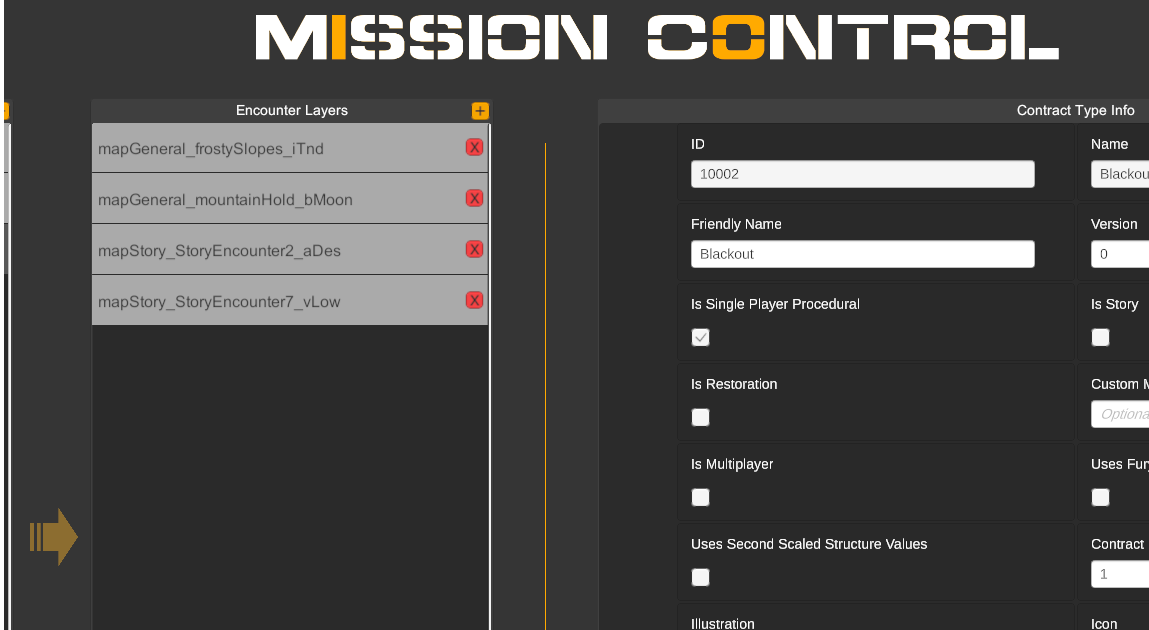 MISSION CONTROL
Encounter Layers
+
mapGeneral_frostySlopes_iTnd
X
mapGeneral_mountainHold_bMoon
X
mapStory_StoryEncounter2_aDes
X
mapStory_StoryEncounter7_vLow
X
Contract Type Info
ID
Name
10002
Blackou
Friendly Name
Version
Blackout
0
Is Single Player Procedural
Is Story
Is Restoration
Custom M
Optiona
Is Multiplayer
Uses Fury
Uses Second Scaled Structure Values
Contract
1
Illustration
Icon